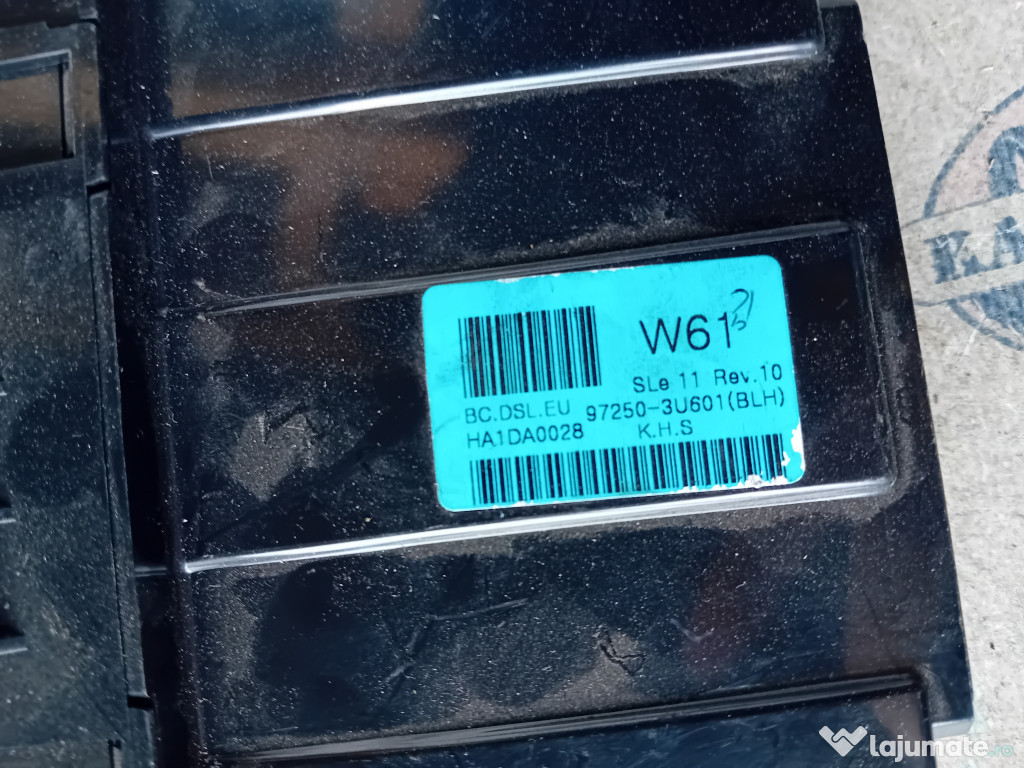 W61
SLe 11 Rev.10
BC.DSL.EU 97250-3U601(BLH)
HA1DA0028 K.H.S
lajumate.ro